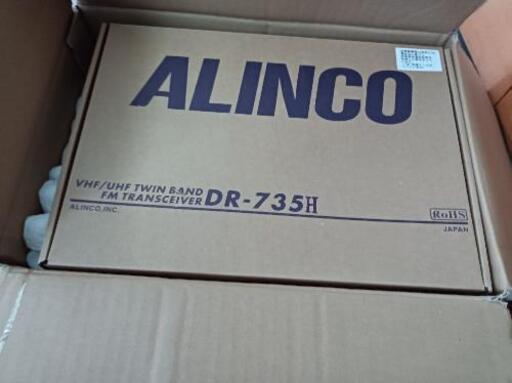 ALINCO
VHF/UHF TWIN BAND
FM TRANSCEIVER DR-735H
ALINCO,INC.
RoHS
JAPAN